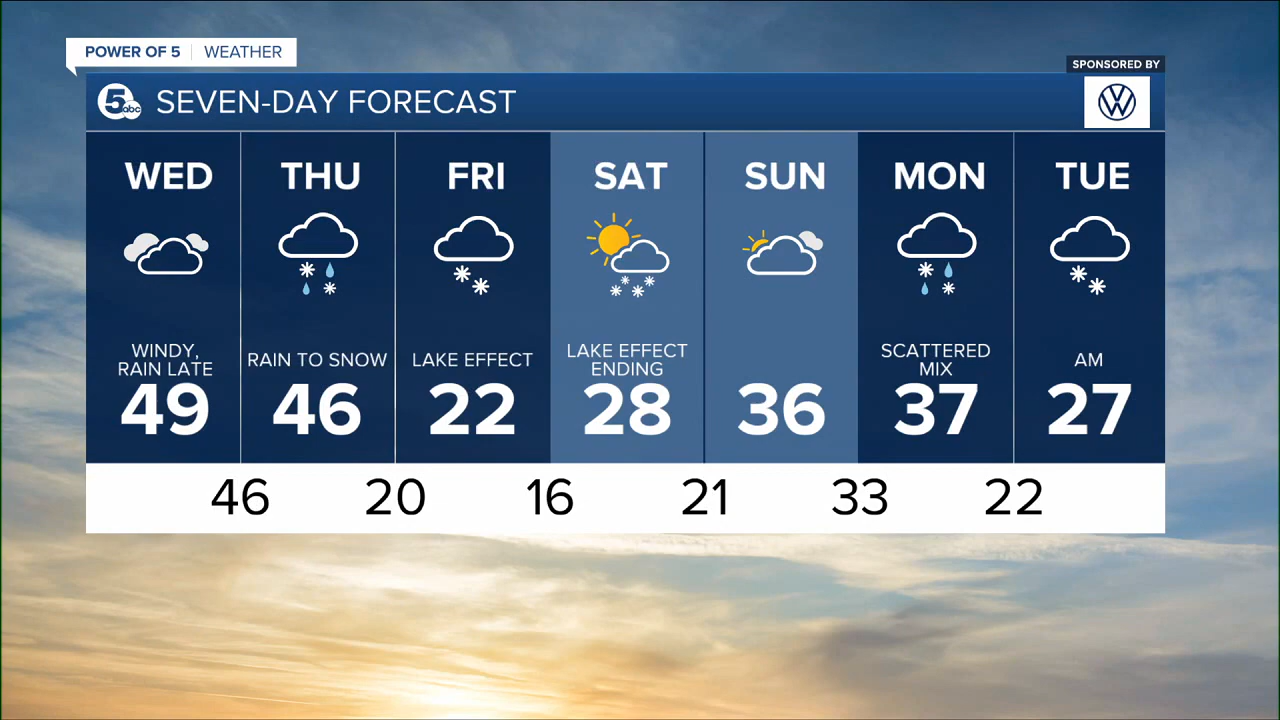 POWER OF 5 | WEATHER
SPONSORED BY
5 abc SEVEN-DAY FORECAST
VW
WED THU FRI SAT SUN MON TUE
WINDY, RAIN LATE
RAIN TO SNOW
LAKE EFFECT
LAKE EFFECT ENDING
SCATTERED MIX
AM
49 46 22 28 36 37 27
46 20 16 21 33 22